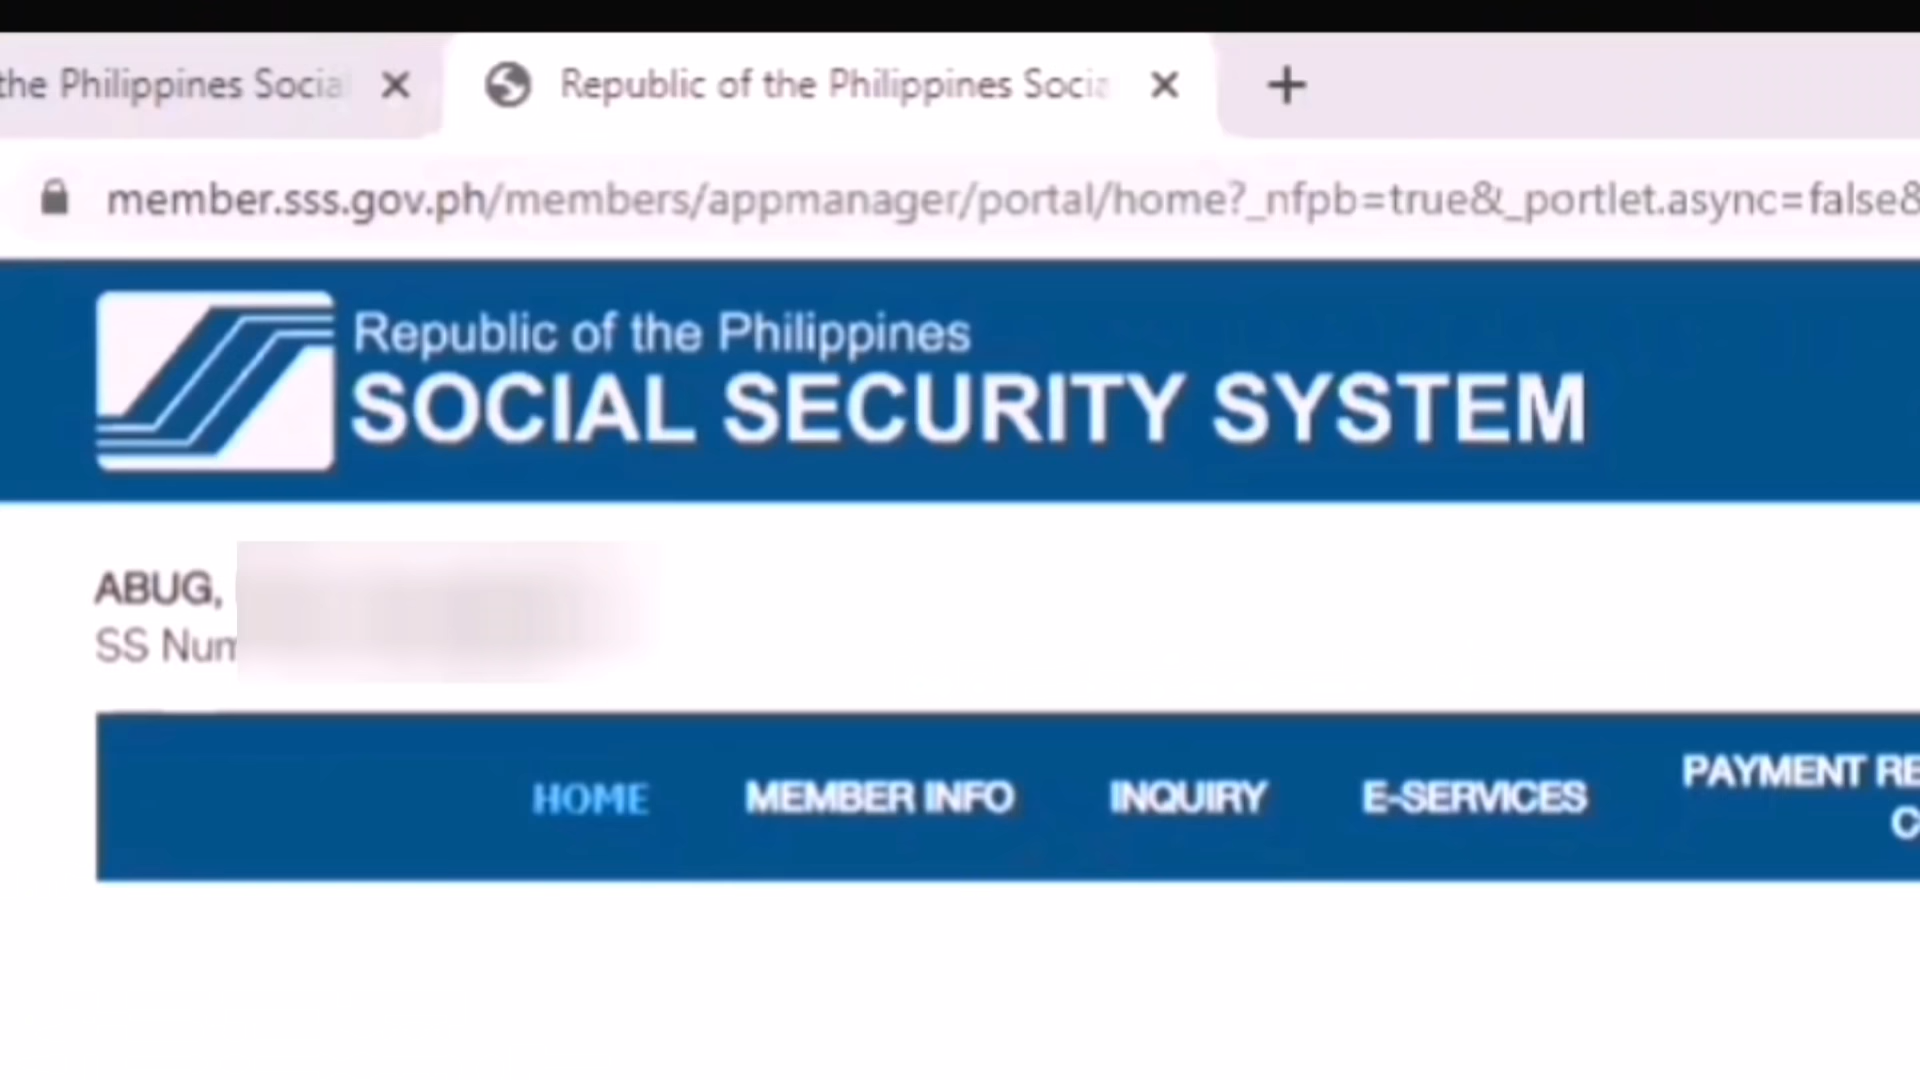 the Philippines Social
Republic of the Philippines Socia
member.sss.gov.ph/members/appmanager/portal/home?_nfpb=true&_portlet.async=false&
Republic of the Philippines
SOCIAL SECURITY SYSTEM
ABUG,
SS Num
HOME
MEMBER INFO
INQUIRY
E-SERVICES
PAYMENT RE
C